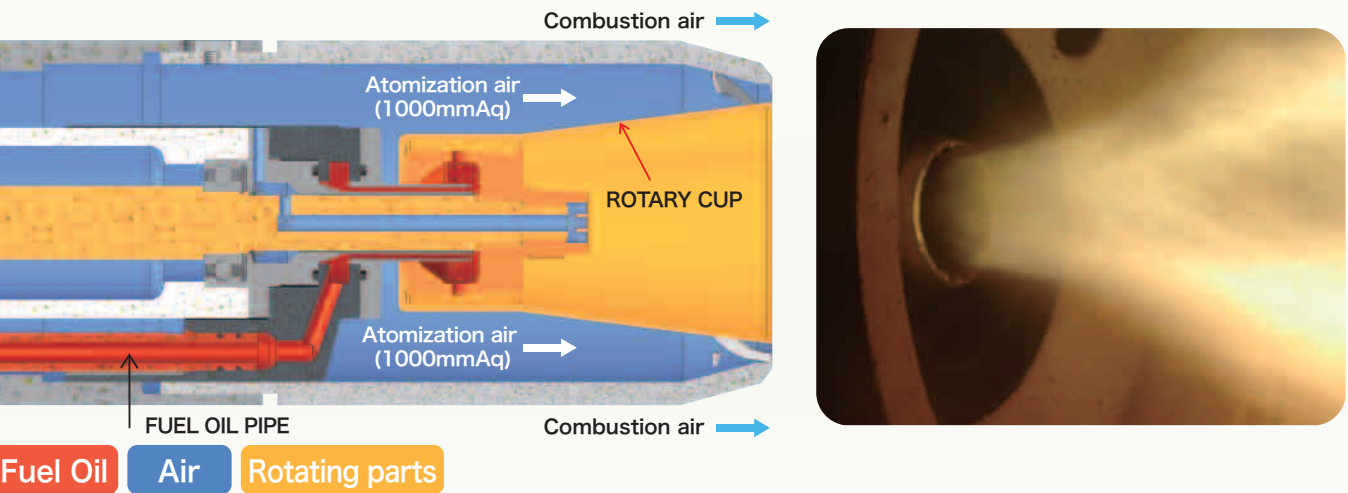 Combustion air
Atomization air
(1000mmAq)
ROTARY CUP
Atomization air
(1000mmAq)
FUEL OIL PIPE
Combustion air
Fuel Oil
Air
Rotating parts